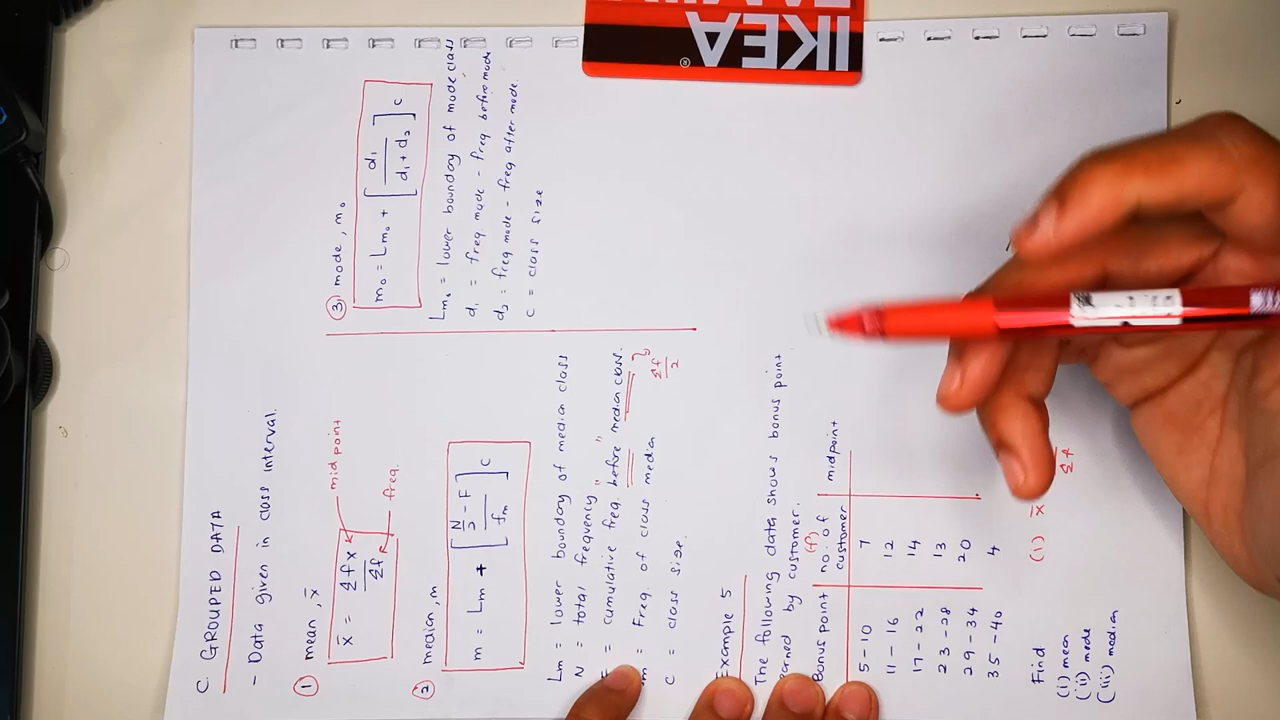 IKEA
FAMILY
C. GROUPED DATA
- Data given in class interval.
① mean, x̄
x̄ = Σfx / Σf
midpoint
freq.
② median, m
m = Lm + [ (N/2 - F) / fm ] c
Lm = lower boundary of median class
N = total frequency
= cumulative freq. "before" median class.
Σf / 2
= Freq. of class median
c = class size.
③ mode, mo
mo = Lmo + [ d1 / (d1 + d2) ] c
Lmo = lower boundary of mode class
d1 = freq mode - freq before mode
d2 = freq mode - freq after mode.
c = class size
Example 5
The following data shows bonus point
earned by customer.
Bonus point no. of customer (f) midpoint
5 - 10 7
11 - 16 12
17 - 22 14
23 - 28 13
29 - 34 20
35 - 40 4
Find
(i) mean
(ii) mode
(iii) median
(i) x̄
Σf